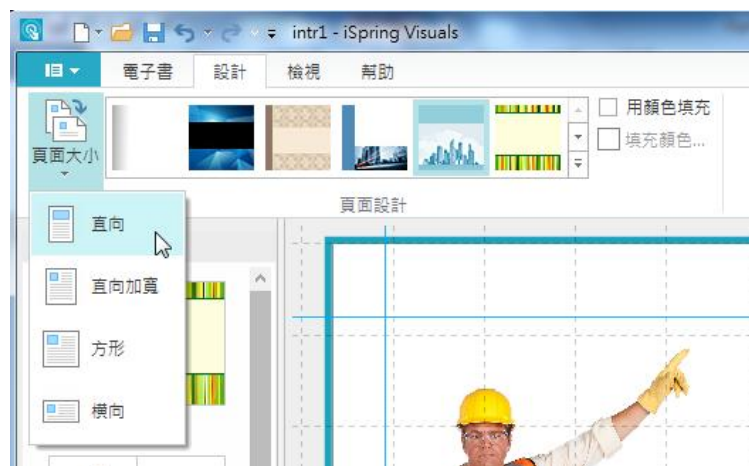 intr1 - iSpring Visuals
電子書 設計 檢視 幫助
頁面大小
用顏色填充
填充顏色...
頁面設計
直向
直向加寬
方形
橫向